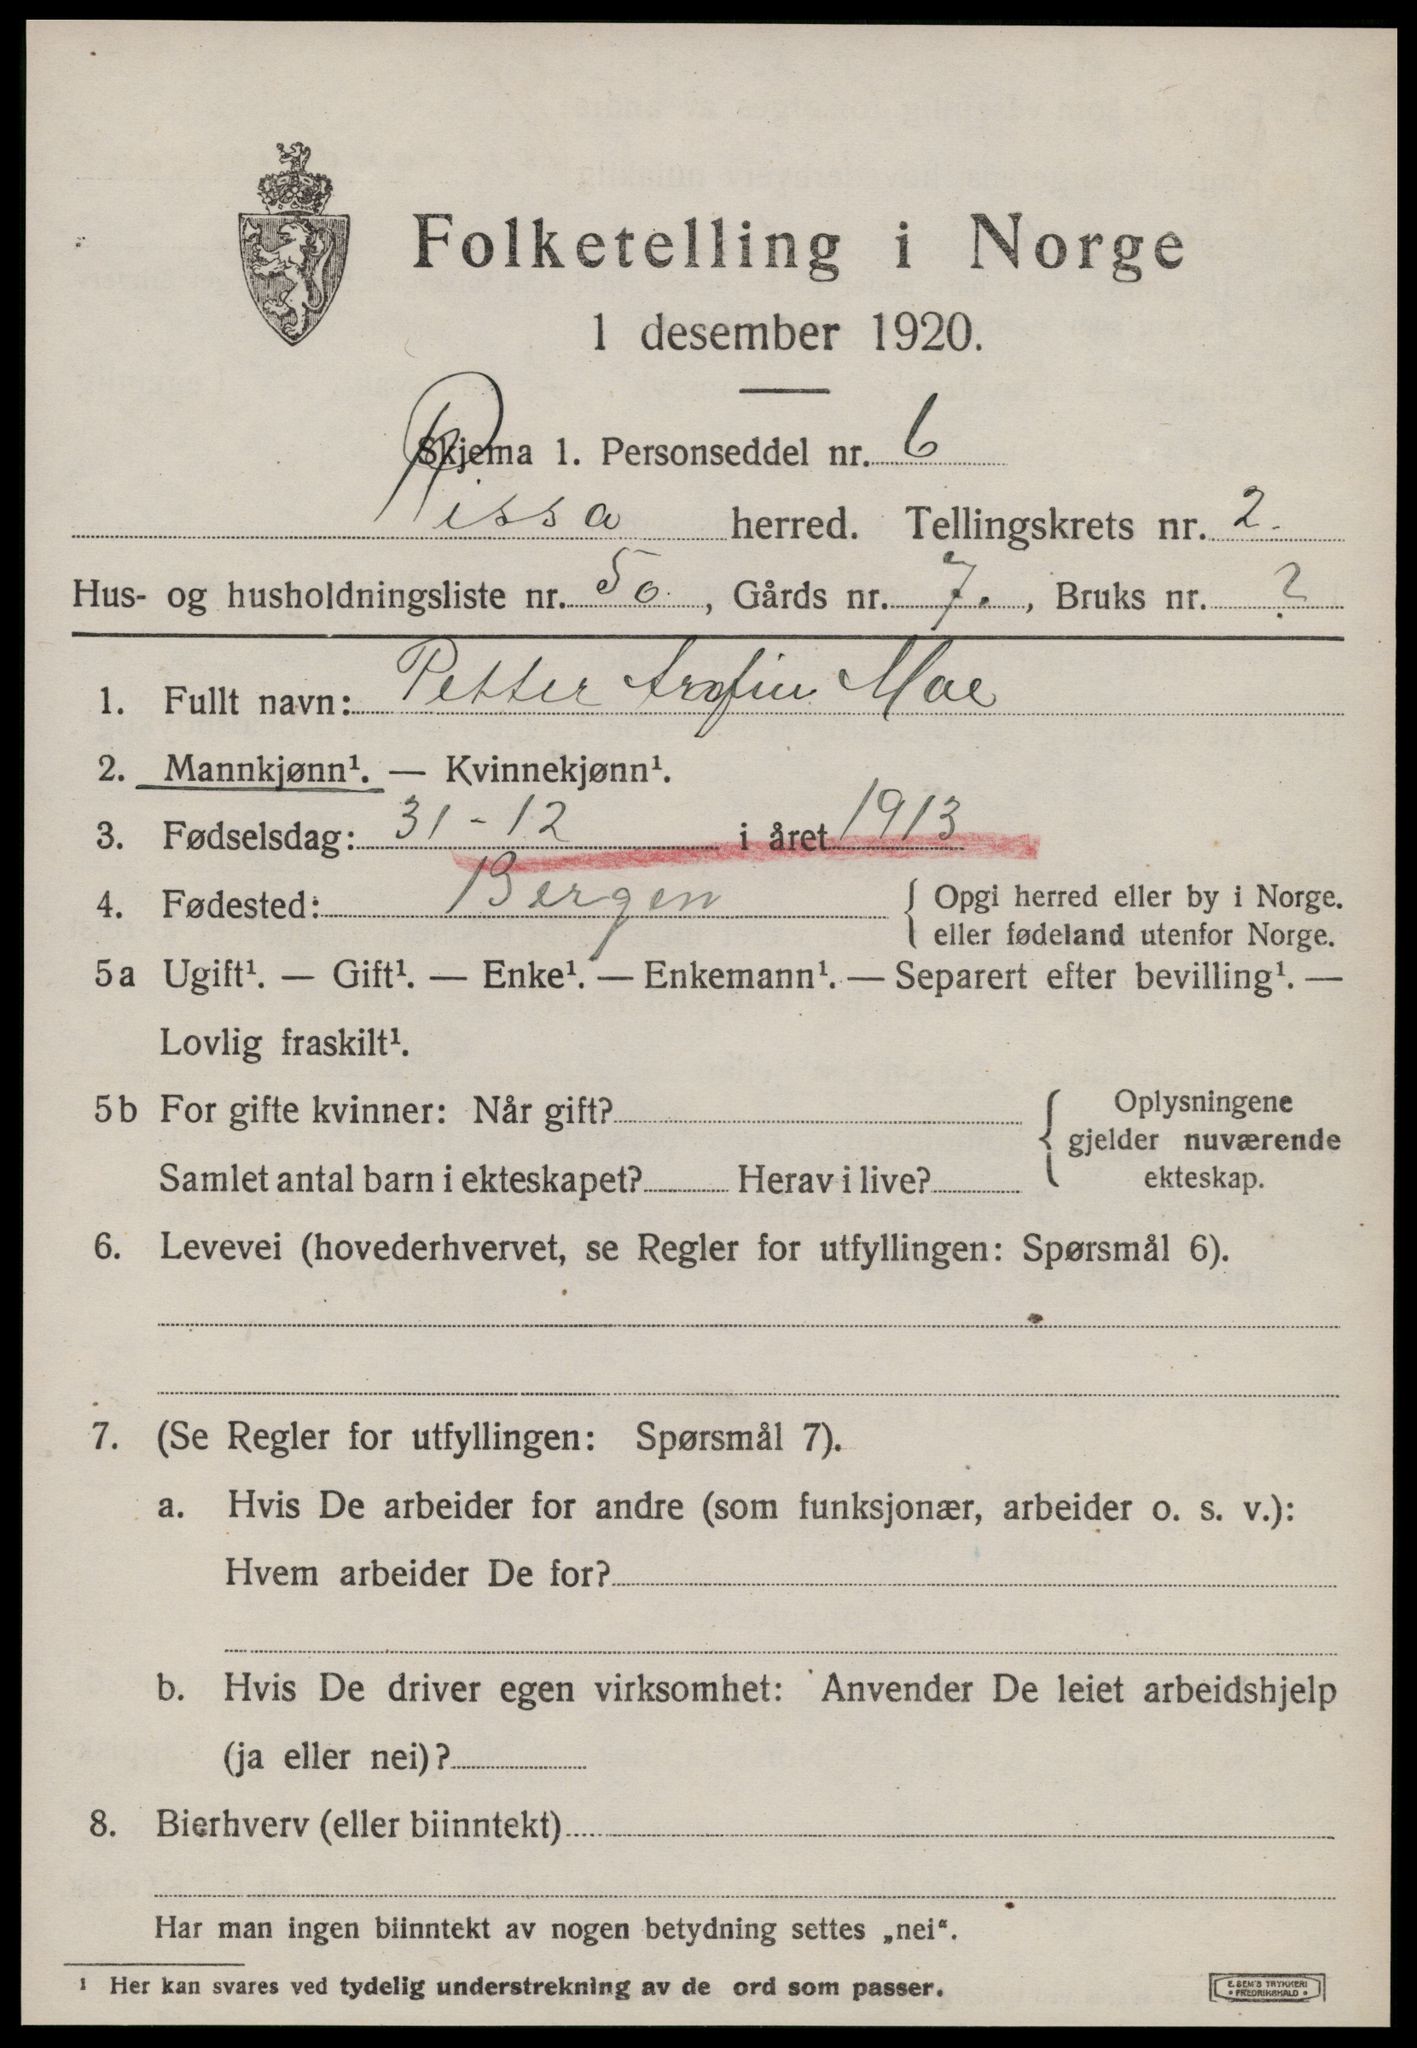 Folketelling i Norge
1 desember 1920.
Skjema 1. Personseddel nr. 6
Rissa herred. Tellingskrets nr. 2.
Hus- og husholdningsliste nr. 50, Gårds nr. 7., Bruks nr. ?
1. Fullt navn: Petter Arnfin Moe
2. Mannkjønn¹. — Kvinnekjønn¹.
3. Fødselsdag: 31-12 i året 1913
4. Fødested: Bergen { Opgi herred eller by i Norge.
eller fødeland utenfor Norge.
5a Ugift¹. — Gift¹. — Enke¹. — Enkemann¹. — Separert efter bevilling¹. —
Lovlig fraskilt¹.
5b For gifte kvinner: Når gift?
Samlet antal barn i ekteskapet? Herav i live?
{ Oplysningene
gjelder nuværende
ekteskap.
6. Levevei (hovederhvervet, se Regler for utfyllingen: Spørsmål 6).
7. (Se Regler for utfyllingen: Spørsmål 7).
a. Hvis De arbeider for andre (som funksjonær, arbeider o. s. v.):
Hvem arbeider De for?
b. Hvis De driver egen virksomhet: Anvender De leiet arbeidshjelp
(ja eller nei)?
8. Bierhverv (eller biinntekt)
Har man ingen biinntekt av nogen betydning settes „nei“.
¹ Her kan svares ved tydelig understrekning av de ord som passer.
E. SEM'S TRYKKERI
• FREDRIKSHALD •